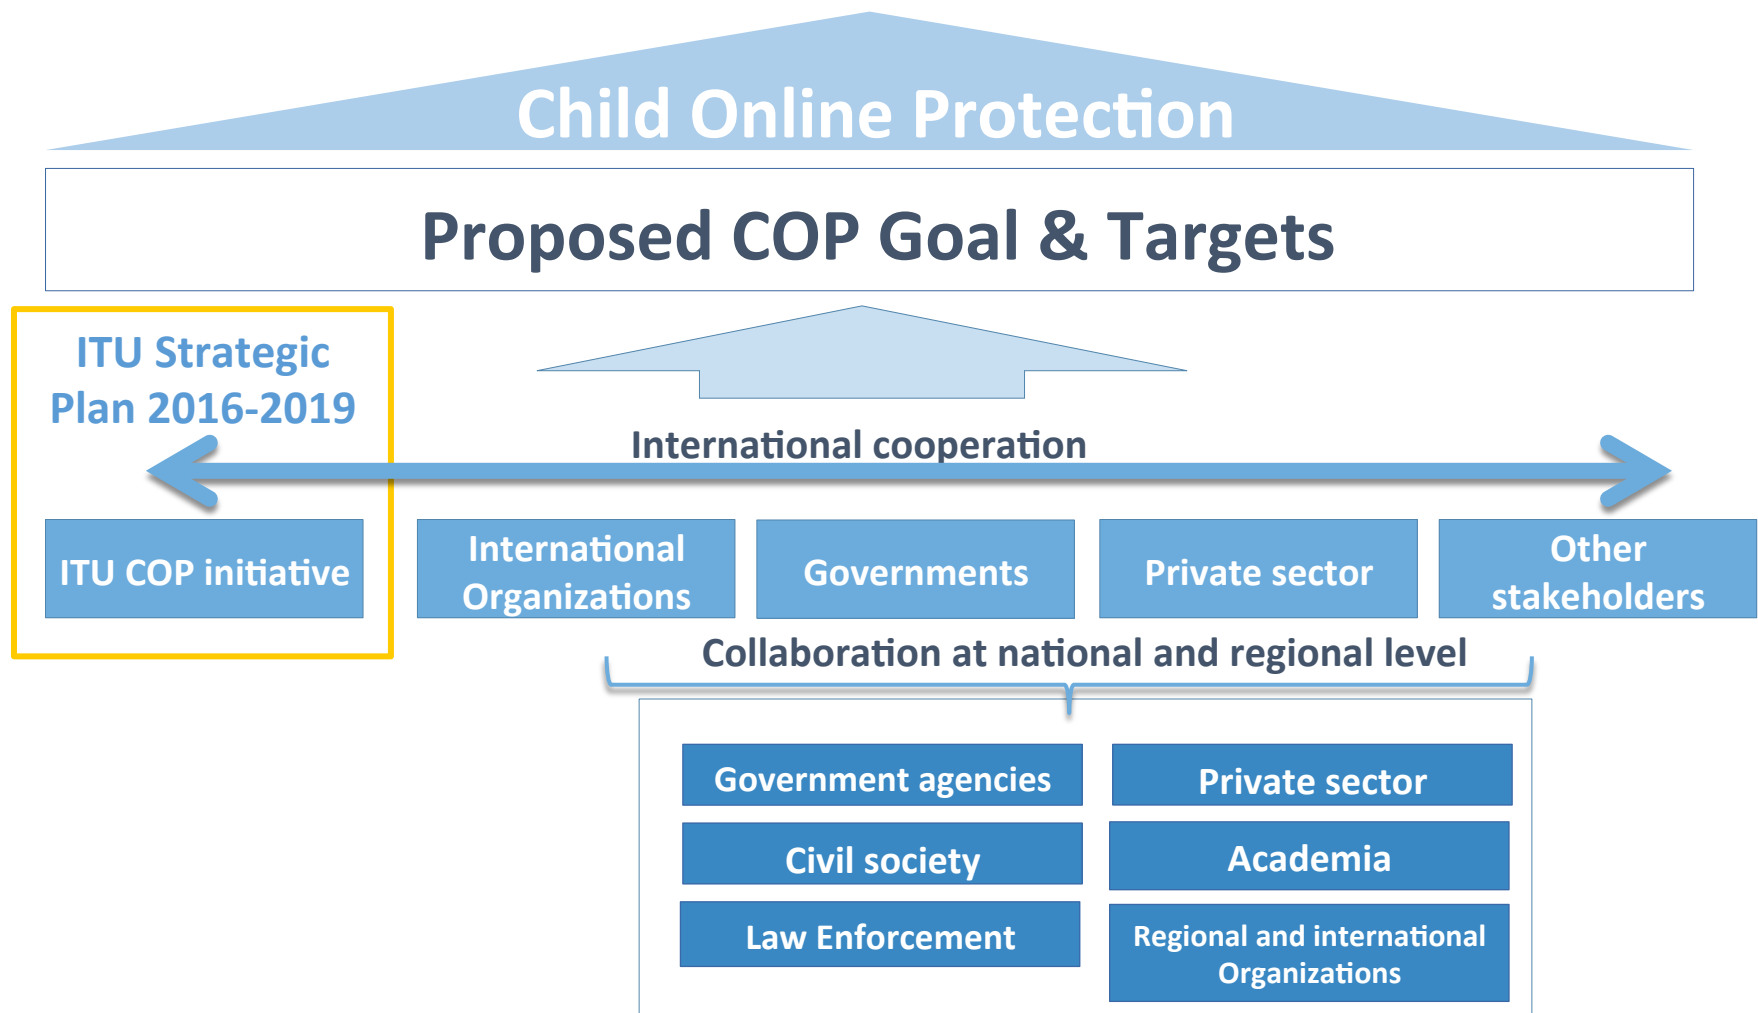 Child Online Protection
Proposed COP Goal & Targets
ITU Strategic
Plan 2016-2019
International cooperation
ITU COP initiative
International
Organizations
Governments
Private sector
Other
stakeholders
Collaboration at national and regional level
Government agencies
Private sector
Civil society
Academia
Law Enforcement
Regional and international
Organizations